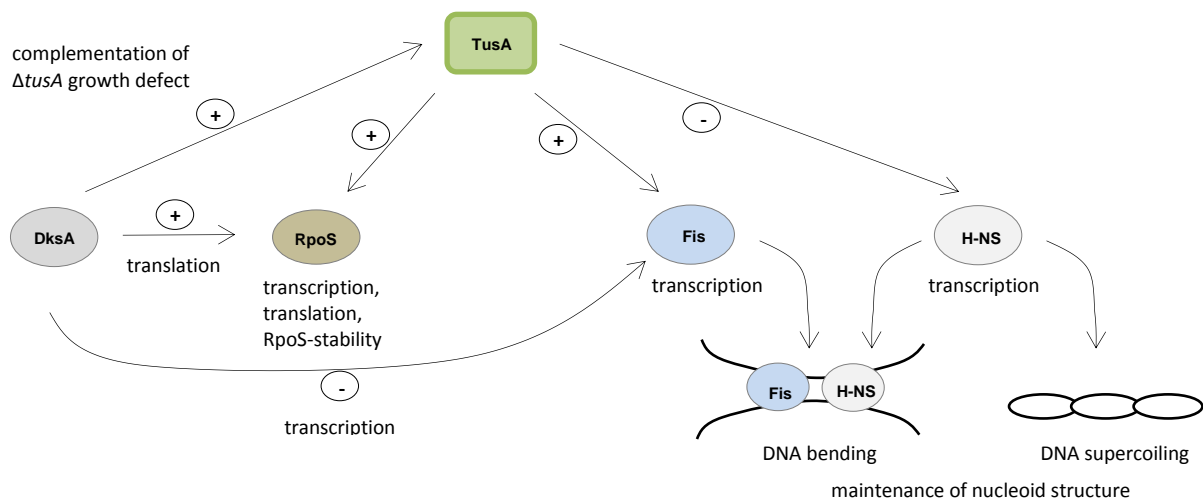 TusA
complementation of
ΔtusA growth defect
+
+
+
-
DksA
+
translation
RpoS
transcription,
translation,
RpoS-stability
Fis
transcription
H-NS
transcription
-
transcription
Fis
H-NS
DNA bending
DNA supercoiling
maintenance of nucleoid structure